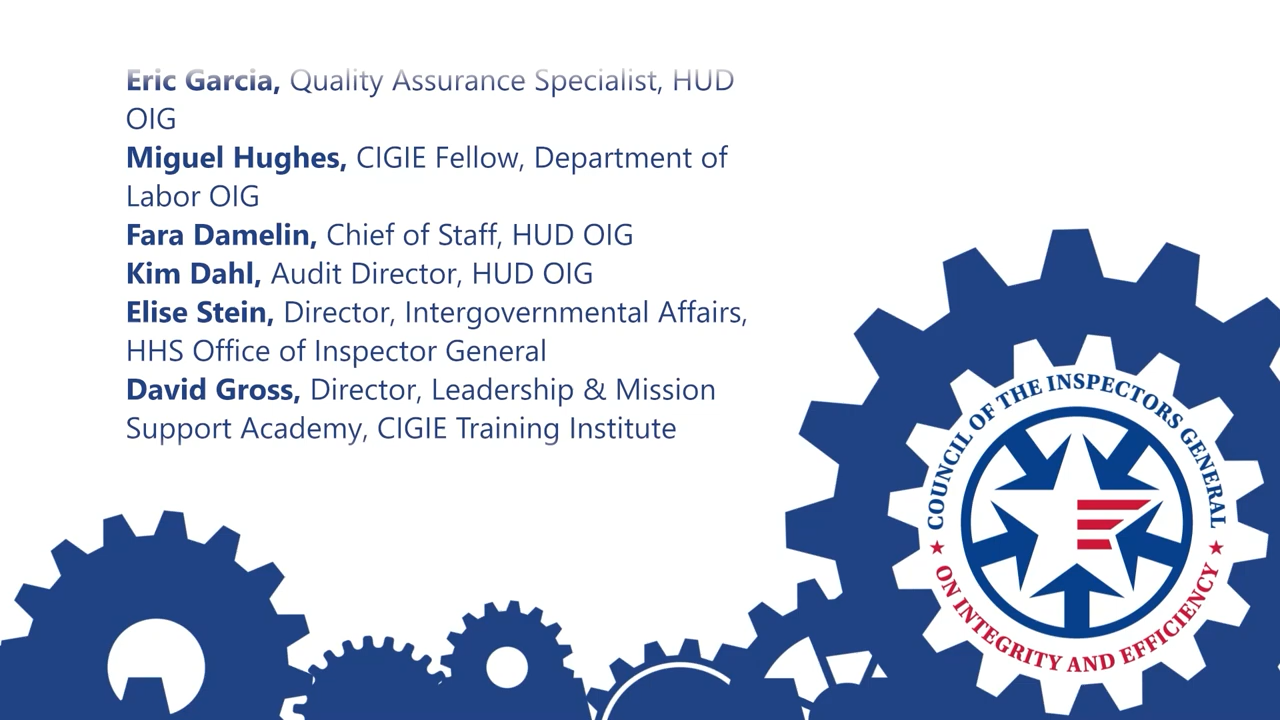 Eric Garcia, Quality Assurance Specialist, HUD
OIG
Miguel Hughes, CIGIE Fellow, Department of
Labor OIG
Fara Damelin, Chief of Staff, HUD OIG
Kim Dahl, Audit Director, HUD OIG
Elise Stein, Director, Intergovernmental Affairs,
HHS Office of Inspector General
David Gross, Director, Leadership & Mission
Support Academy, CIGIE Training Institute
COUNCIL OF THE INSPECTORS GENERAL
ON INTEGRITY AND EFFICIENCY